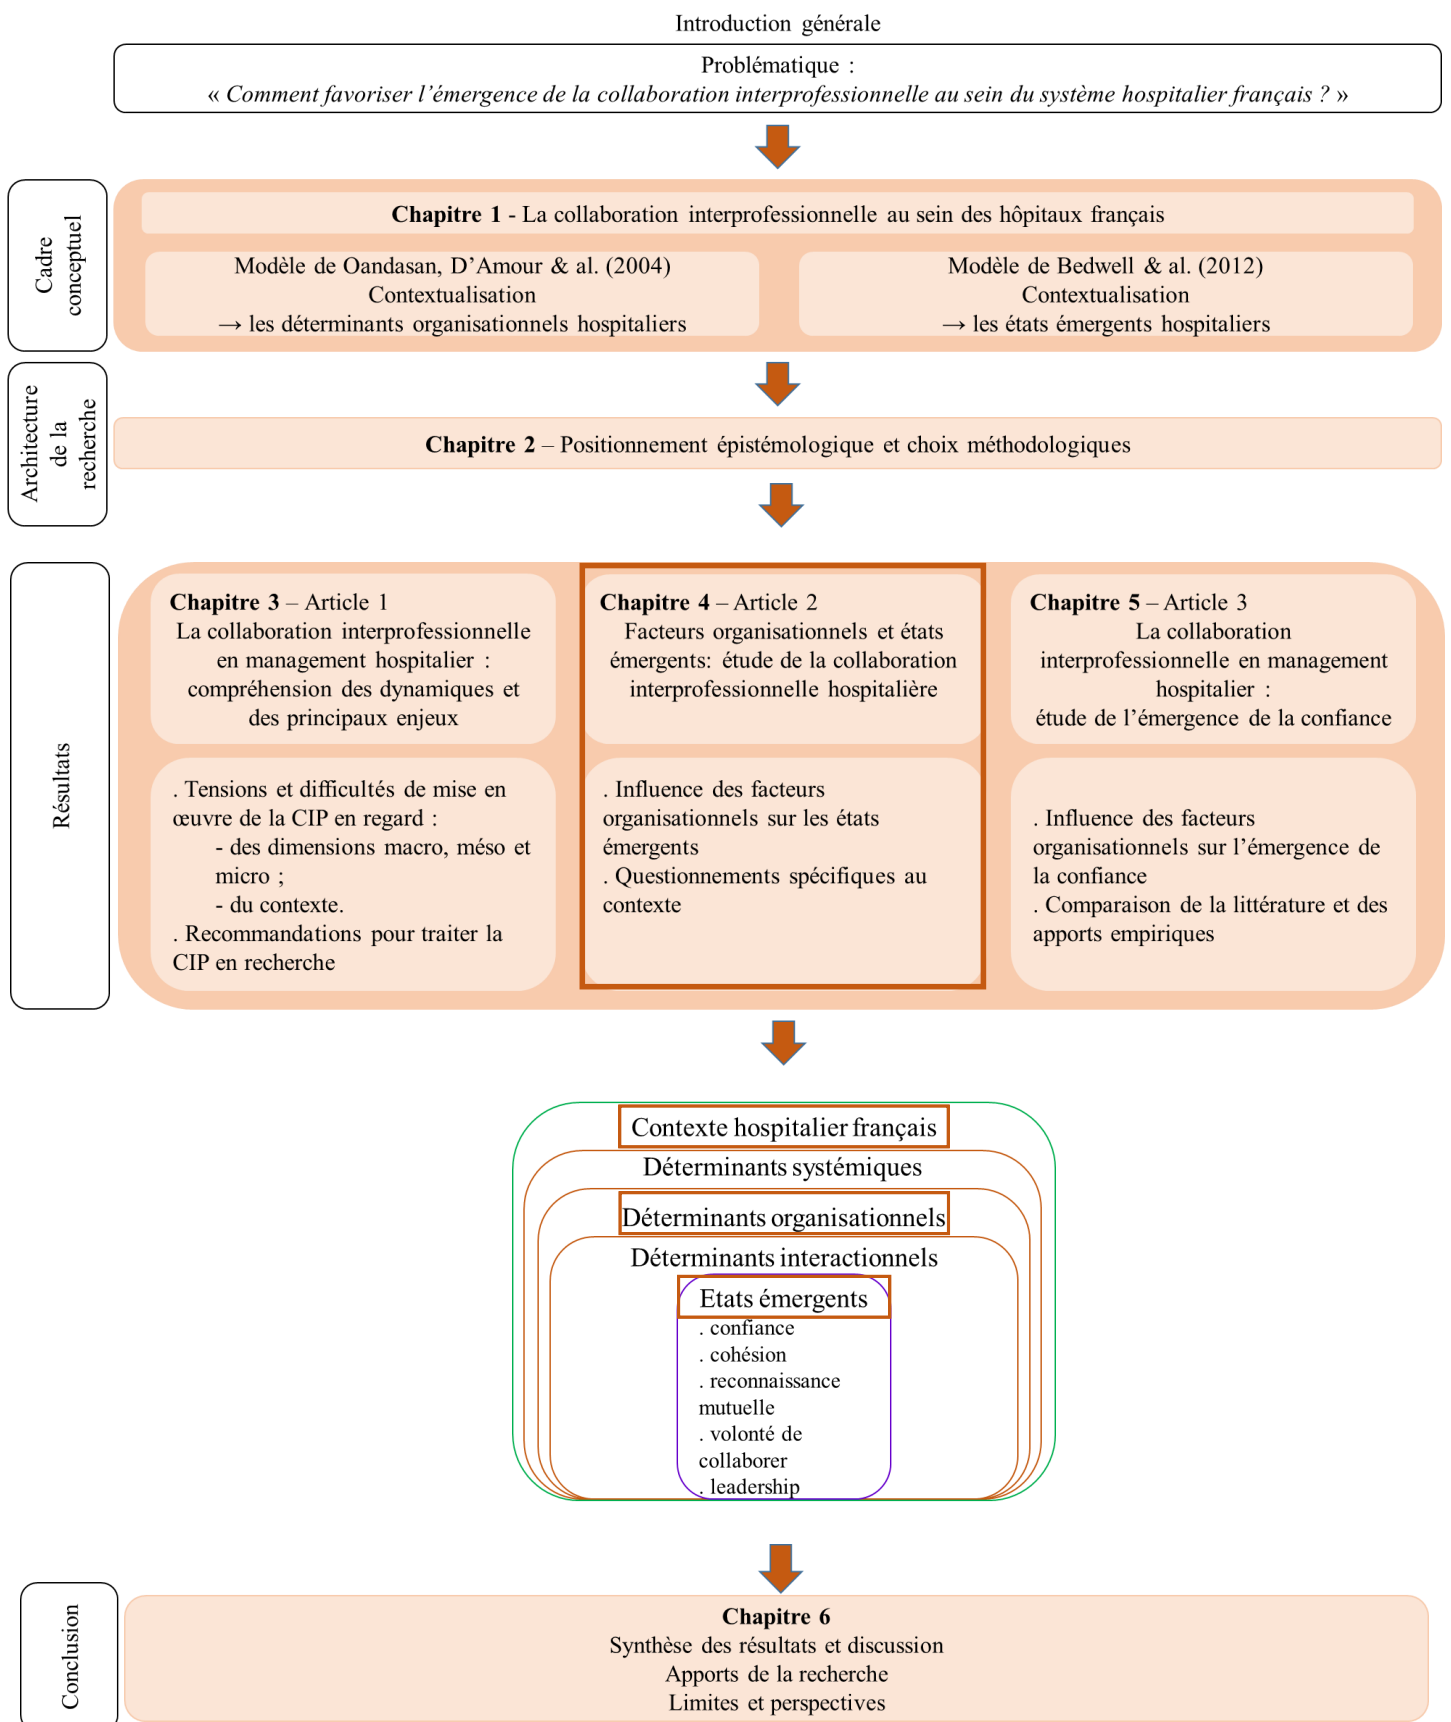 Introduction générale
Problématique :
« Comment favoriser l’émergence de la collaboration interprofessionnelle au sein du système hospitalier français ? »
Cadre
conceptuel
Chapitre 1 - La collaboration interprofessionnelle au sein des hôpitaux français
Modèle de Oandasan, D’Amour & al. (2004)
Contextualisation
→ les déterminants organisationnels hospitaliers
Modèle de Bedwell & al. (2012)
Contextualisation
→ les états émergents hospitaliers
Architecture
de la
recherche
Chapitre 2 – Positionnement épistémologique et choix méthodologiques
Résultats
Chapitre 3 – Article 1
La collaboration interprofessionnelle
en management hospitalier :
compréhension des dynamiques et
des principaux enjeux
. Tensions et difficultés de mise en
œuvre de la CIP en regard :
- des dimensions macro, méso et
micro ;
- du contexte.
. Recommandations pour traiter la
CIP en recherche
Chapitre 4 – Article 2
Facteurs organisationnels et états
émergents: étude de la collaboration
interprofessionnelle hospitalière
. Influence des facteurs
organisationnels sur les états
émergents
. Questionnements spécifiques au
contexte
Chapitre 5 – Article 3
La collaboration
interprofessionnelle en management
hospitalier :
étude de l’émergence de la confiance
. Influence des facteurs
organisationnels sur l’émergence de
la confiance
. Comparaison de la littérature et des
apports empiriques
Contexte hospitalier français
Déterminants systémiques
Déterminants organisationnels
Déterminants interactionnels
Etats émergents
. confiance
. cohésion
. reconnaissance
mutuelle
. volonté de
collaborer
. leadership
Conclusion
Chapitre 6
Synthèse des résultats et discussion
Apports de la recherche
Limites et perspectives